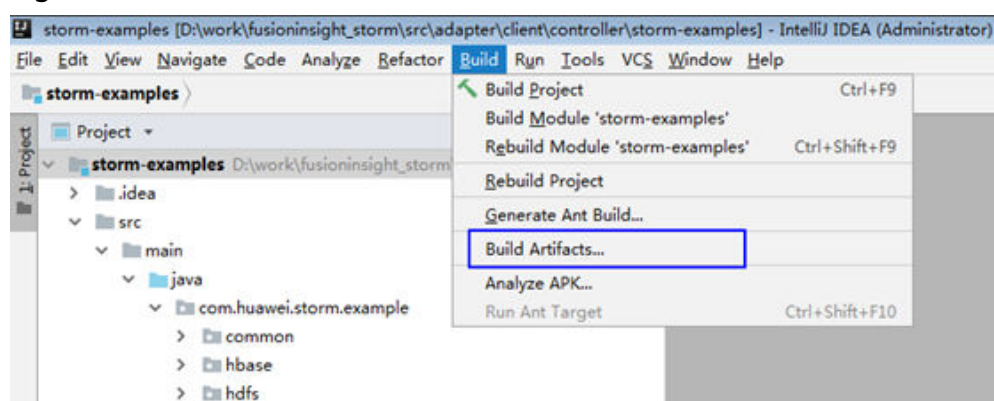 storm-examples [D:\work\fusioninsight_storm\src\adapter\client\controller\storm-examples] - IntelliJ IDEA (Administrator)
File Edit View Navigate Code Analyze Refactor Build Run Tools VCS Window Help
storm-examples
Build Project Ctrl+F9
Build Module 'storm-examples'
Rebuild Module 'storm-examples' Ctrl+Shift+F9
Rebuild Project
Generate Ant Build...
Build Artifacts...
Analyze APK...
Run Ant Target Ctrl+Shift+F10
1: Project
Project
storm-examples D:\work\fusioninsight_storm
.idea
src
main
java
com.huawei.storm.example
common
hbase
hdfs